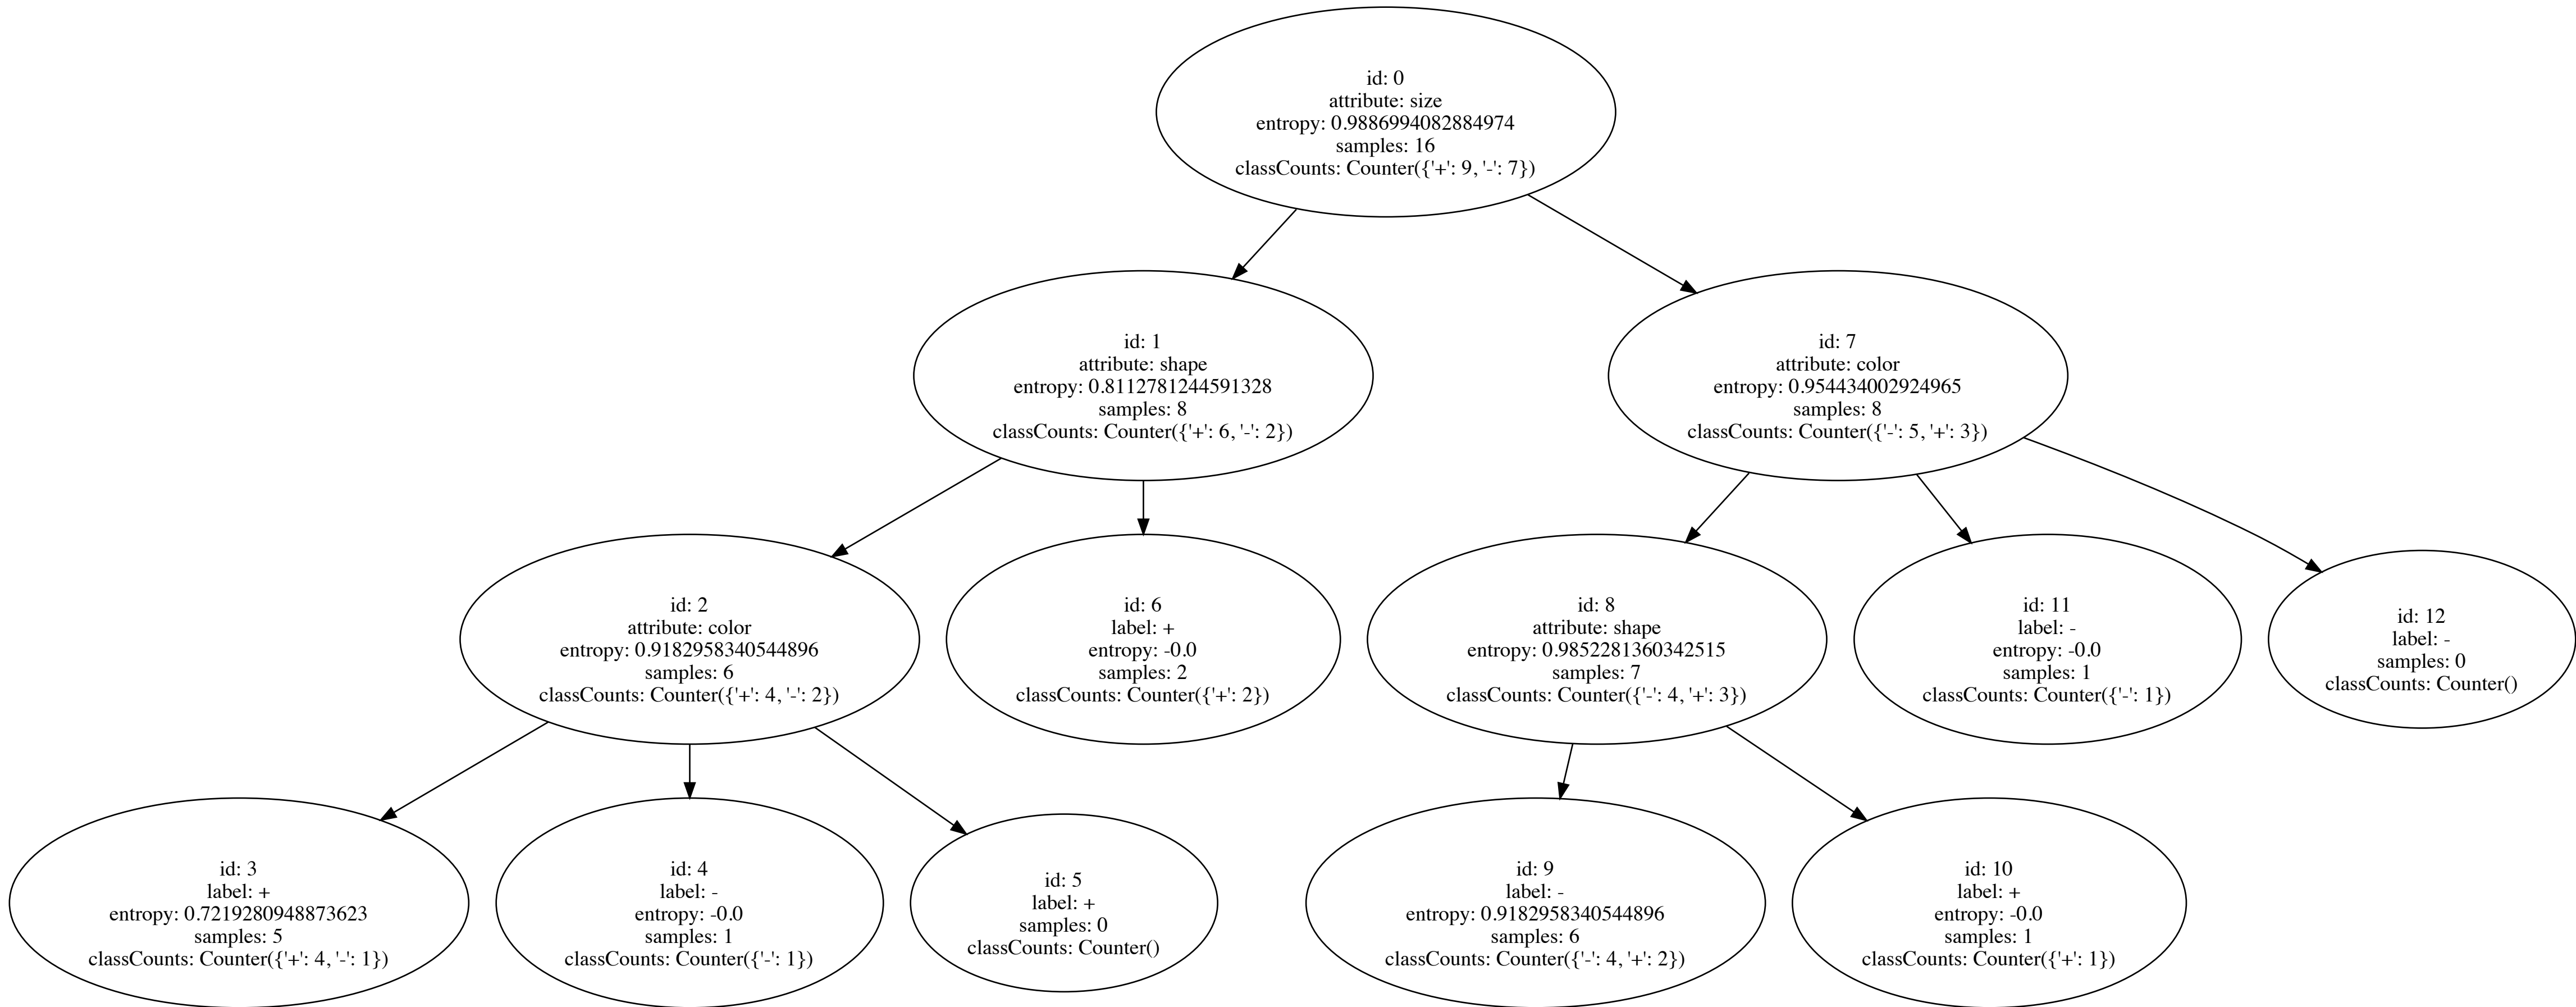 id: 0
attribute: size
entropy: 0.9886994082884974
samples: 16
classCounts: Counter({'+': 9, '-': 7})
id: 1
attribute: shape
entropy: 0.8112781244591328
samples: 8
classCounts: Counter({'+': 6, '-': 2})
id: 7
attribute: color
entropy: 0.954434002924965
samples: 8
classCounts: Counter({'-': 5, '+': 3})
id: 2
attribute: color
entropy: 0.9182958340544896
samples: 6
classCounts: Counter({'+': 4, '-': 2})
id: 6
label: +
entropy: -0.0
samples: 2
classCounts: Counter({'+': 2})
id: 8
attribute: shape
entropy: 0.9852281360342515
samples: 7
classCounts: Counter({'-': 4, '+': 3})
id: 11
label: -
entropy: -0.0
samples: 1
classCounts: Counter({'-': 1})
id: 12
label: -
samples: 0
classCounts: Counter()
id: 3
label: +
entropy: 0.7219280948873623
samples: 5
classCounts: Counter({'+': 4, '-': 1})
id: 4
label: -
entropy: -0.0
samples: 1
classCounts: Counter({'-': 1})
id: 5
label: +
samples: 0
classCounts: Counter()
id: 9
label: -
entropy: 0.9182958340544896
samples: 6
classCounts: Counter({'-': 4, '+': 2})
id: 10
label: +
entropy: -0.0
samples: 1
classCounts: Counter({'+': 1})